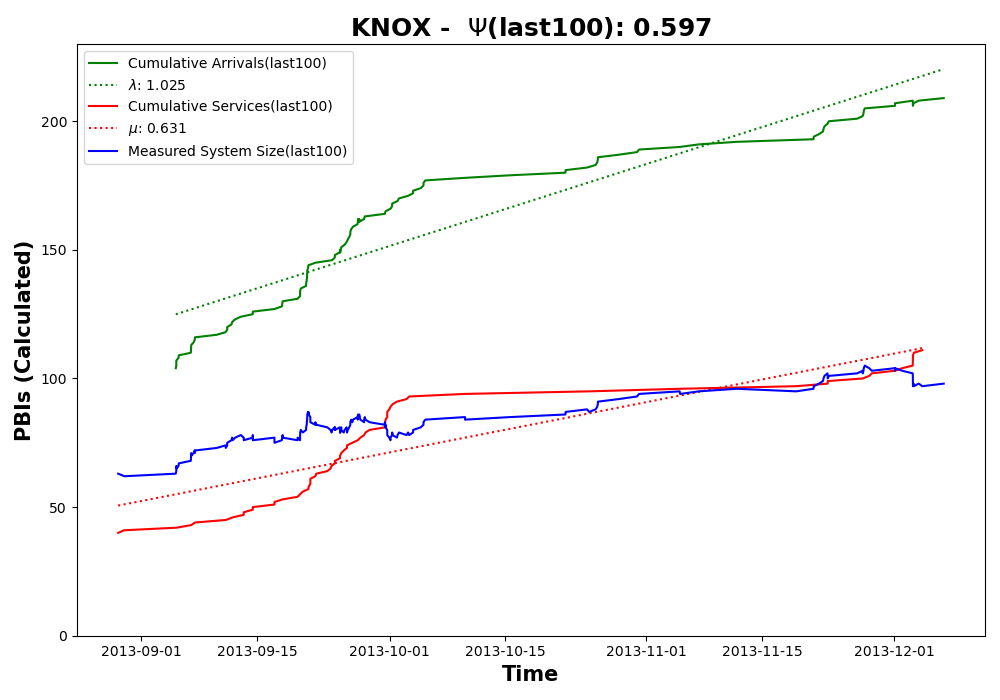 KNOX -  Ψ(last100): 0.597
Cumulative Arrivals(last100)
λ: 1.025
Cumulative Services(last100)
μ: 0.631
Measured System Size(last100)
PBIs (Calculated)
200
150
100
50
0
2013-09-01 2013-09-15 2013-10-01 2013-10-15 2013-11-01 2013-11-15 2013-12-01
Time